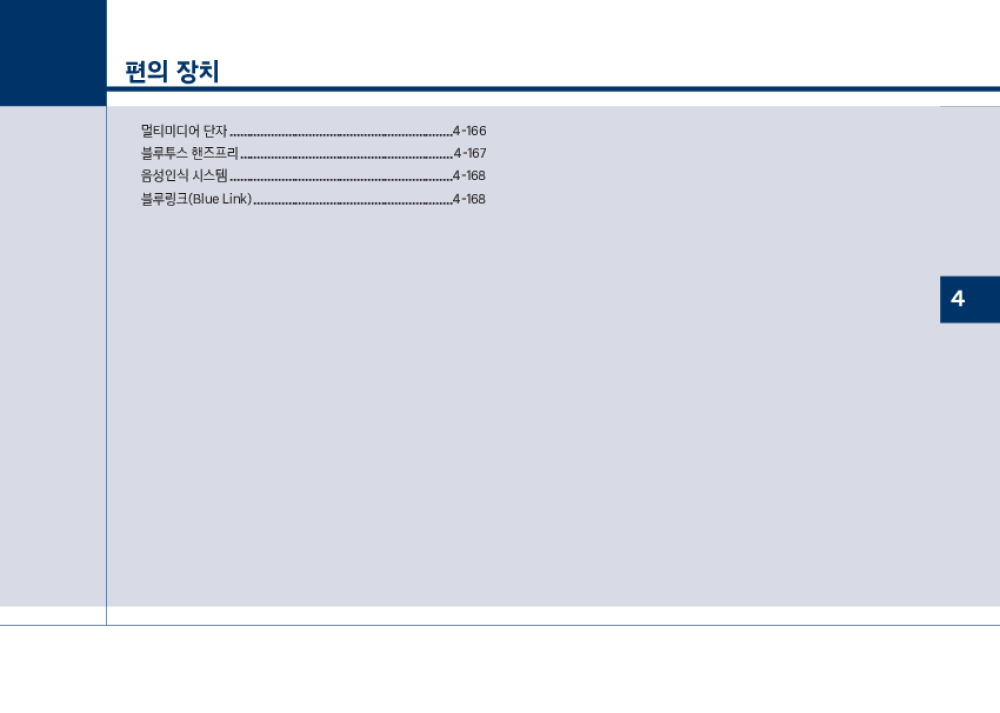 편의 장치
멀티미디어 단자 4-166
블루투스 핸즈프리 4-167
음성인식 시스템 4-168
블루링크(Blue Link) 4-168
4